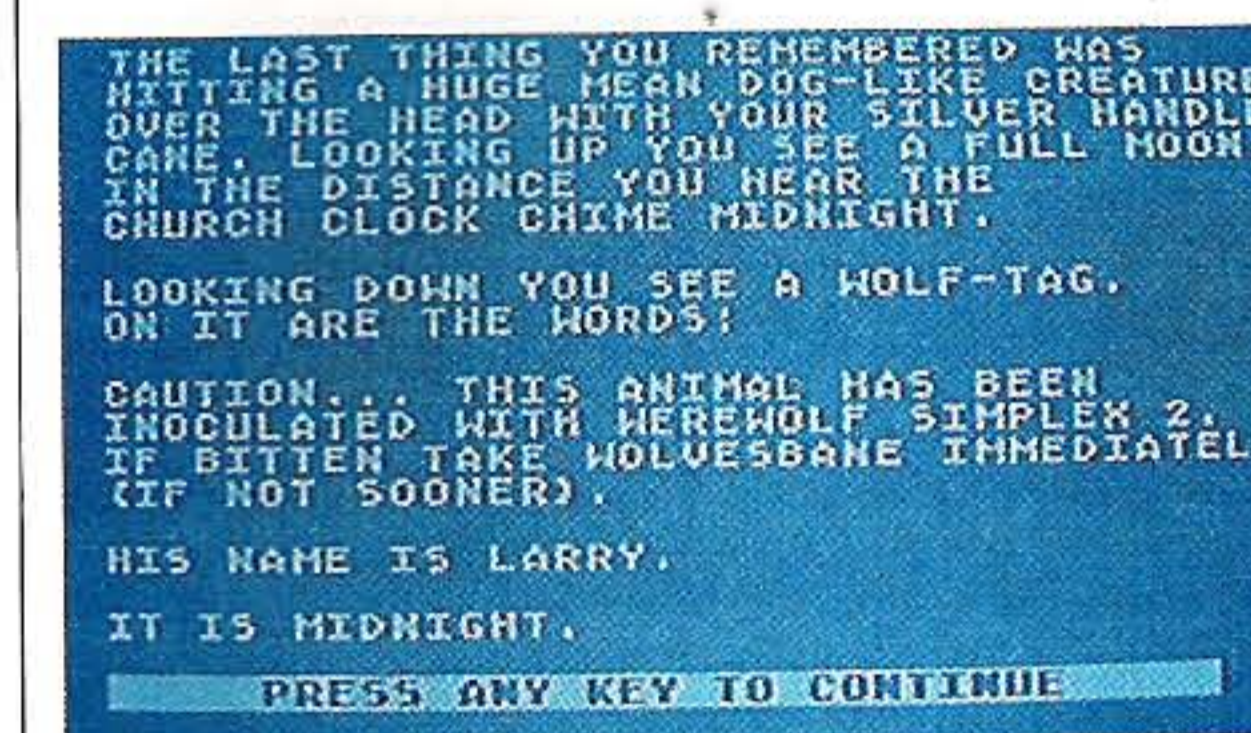 THE LAST THING YOU REMEMBERED WAS
HITTING A HUGE MEAN DOG-LIKE CREATURE
OVER THE HEAD WITH YOUR SILVER HANDLE
CANE. LOOKING UP YOU SEE A FULL MOON
IN THE DISTANCE YOU HEAR THE
CHURCH CLOCK CHIME MIDNIGHT.
LOOKING DOWN YOU SEE A WOLF-TAG.
ON IT ARE THE WORDS:
CAUTION... THIS ANIMAL HAS BEEN
INOCULATED WITH WEREWOLF SIMPLEX 2.
IF BITTEN TAKE WOLVESBANE IMMEDIATEL
(IF NOT SOONER).
HIS NAME IS LARRY.
IT IS MIDNIGHT.
PRESS ANY KEY TO CONTINUE